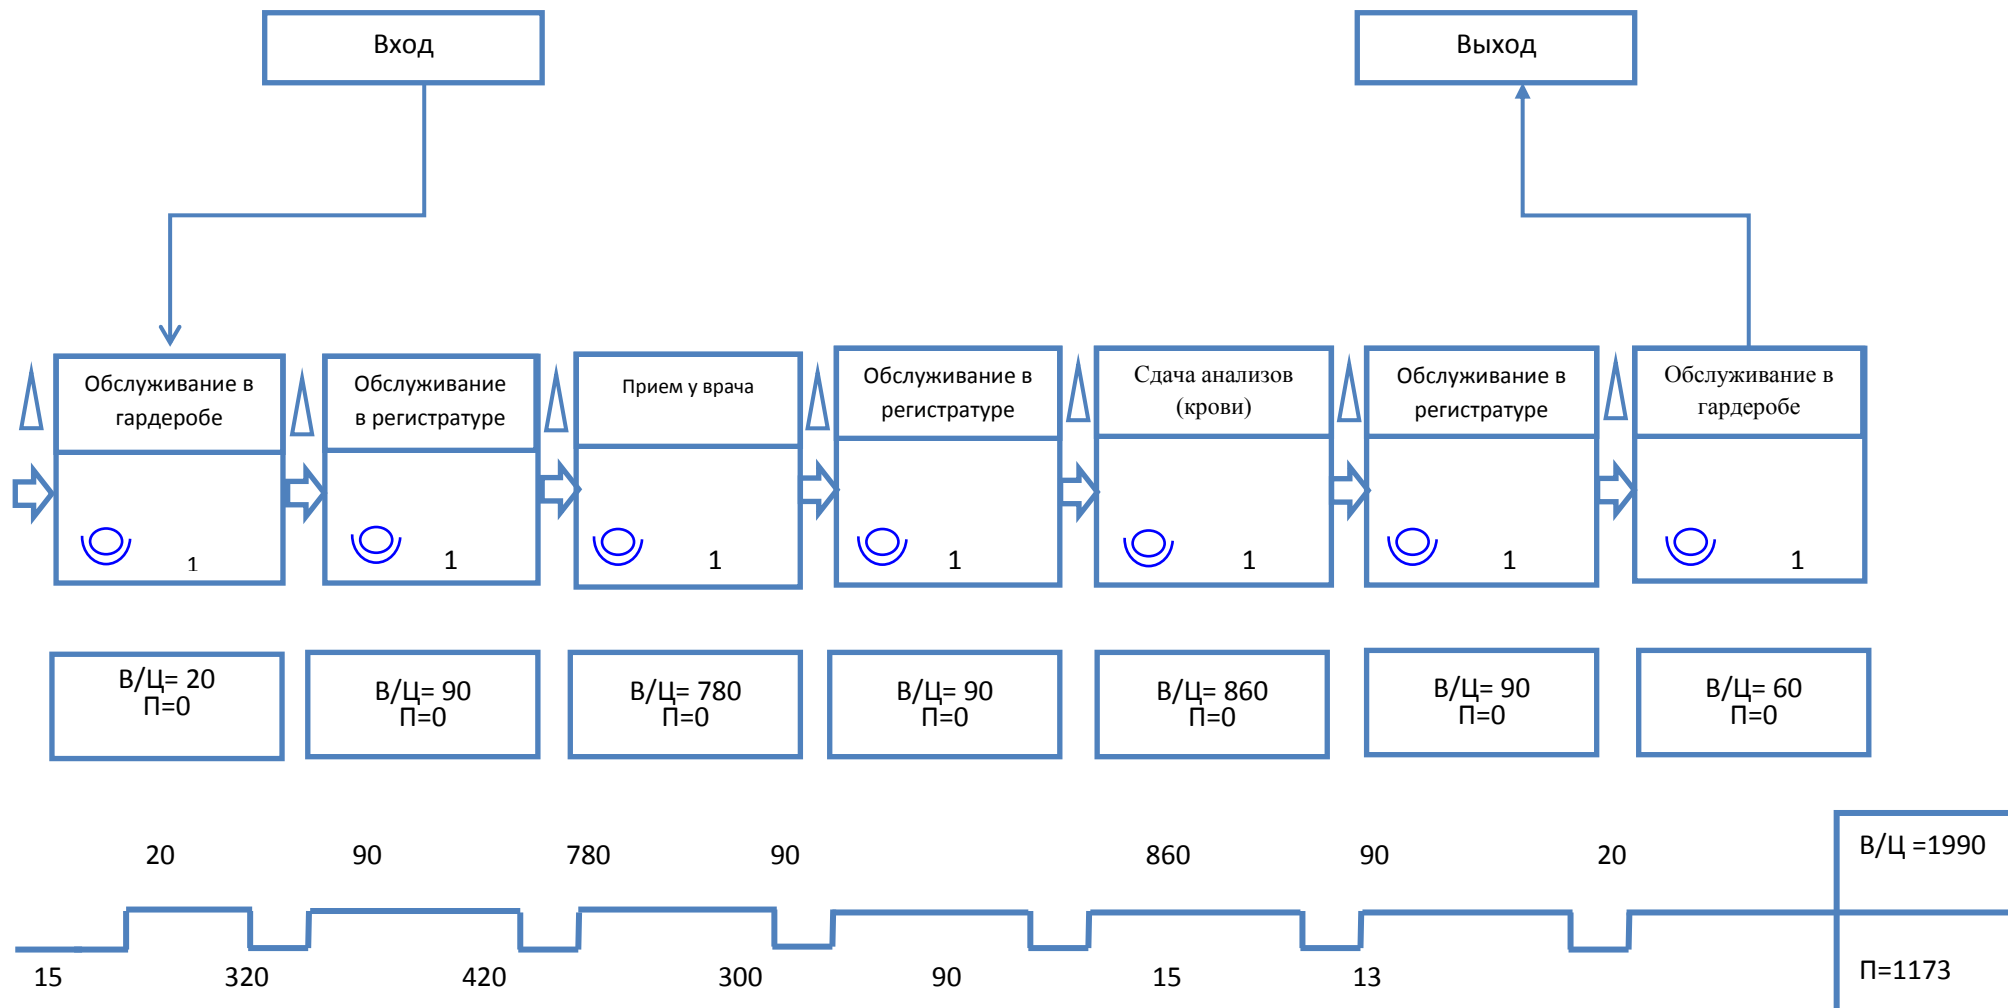 Вход
Выход
Обслуживание в
гардеробе
1
Обслуживание
в регистратуре
1
Прием у врача
1
Обслуживание в
регистратуре
1
Сдача анализов
(крови)
1
Обслуживание в
регистратуре
1
Обслуживание в
гардеробе
1
В/Ц= 20
П=0
В/Ц= 90
П=0
В/Ц= 780
П=0
В/Ц= 90
П=0
В/Ц= 860
П=0
В/Ц= 90
П=0
В/Ц= 60
П=0
20 90 780 90 860 90 20
В/Ц =1990
15 320 420 300 90 15 13
П=1173